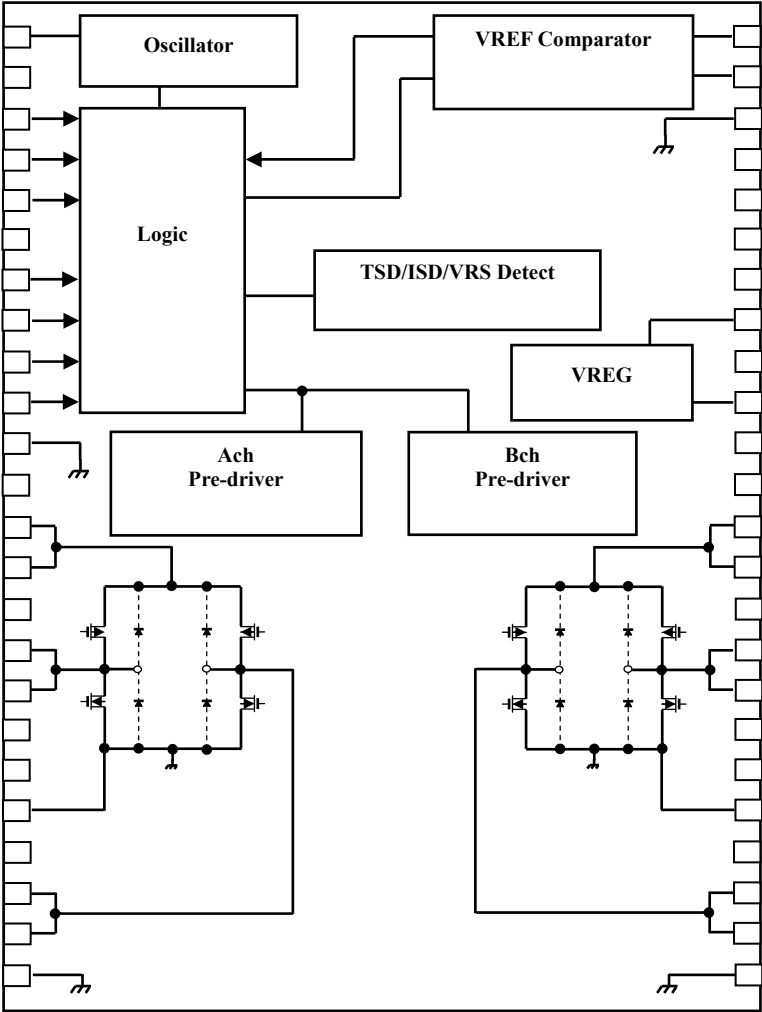 Oscillator
VREF Comparator
Logic
TSD/ISD/VRS Detect
VREG
Ach
Pre-driver
Bch
Pre-driver